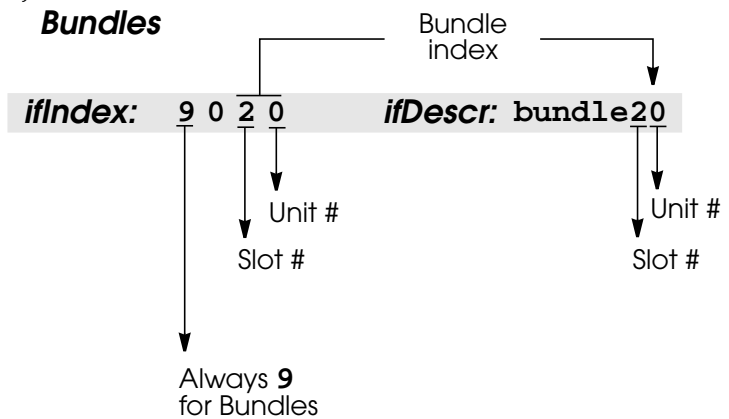 Bundles
Bundle
index
ifIndex: 9 0 2 0 ifDescr: bundle20
Unit # Unit #
Slot # Slot #
Always 9
for Bundles